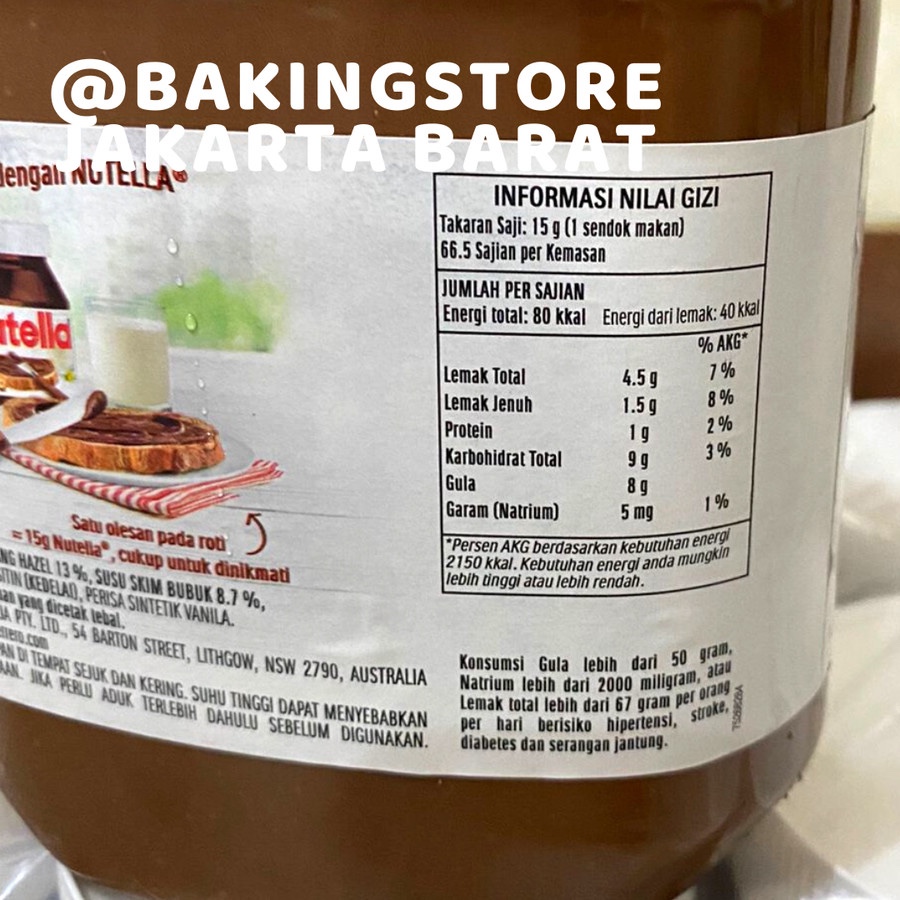 @BAKINGSTORE
JAKARTA BARAT
dengan NUTELLA®
INFORMASI NILAI GIZI
Takaran Saji: 15 g (1 sendok makan)
66.5 Sajian per Kemasan
JUMLAH PER SAJIAN
Energi total: 80 kkal Energi dari lemak: 40 kkal
% AKG*
Lemak Total 4.5 g 7 %
Lemak Jenuh 1.5 g 8 %
Protein 1 g 2 %
Karbohidrat Total 9 g 3 %
Gula 8 g
Garam (Natrium) 5 mg 1 %
*Persen AKG berdasarkan kebutuhan energi
2150 kkal. Kebutuhan energi anda mungkin
lebih tinggi atau lebih rendah.
utella
Satu olesan pada roti
= 15g Nutella®, cukup untuk dinikmati
HAZEL 13 %, SUSU SKIM BUBUK 8.7 %,
(KEDELAI), PERISA SINTETIK VANILA.
yang dicetak tebal.
PTY. LTD., 54 BARTON STREET, LITHGOW, NSW 2790, AUSTRALIA
DI TEMPAT SEJUK DAN KERING. SUHU TINGGI DAPAT MENYEBABKAN
JIKA PERLU ADUK TERLEBIH DAHULU SEBELUM DIGUNAKAN.
Konsumsi Gula lebih dari 50 gram,
Natrium lebih dari 2000 miligram, atau
Lemak total lebih dari 67 gram per orang
per hari berisiko hipertensi, stroke,
diabetes dan serangan jantung.